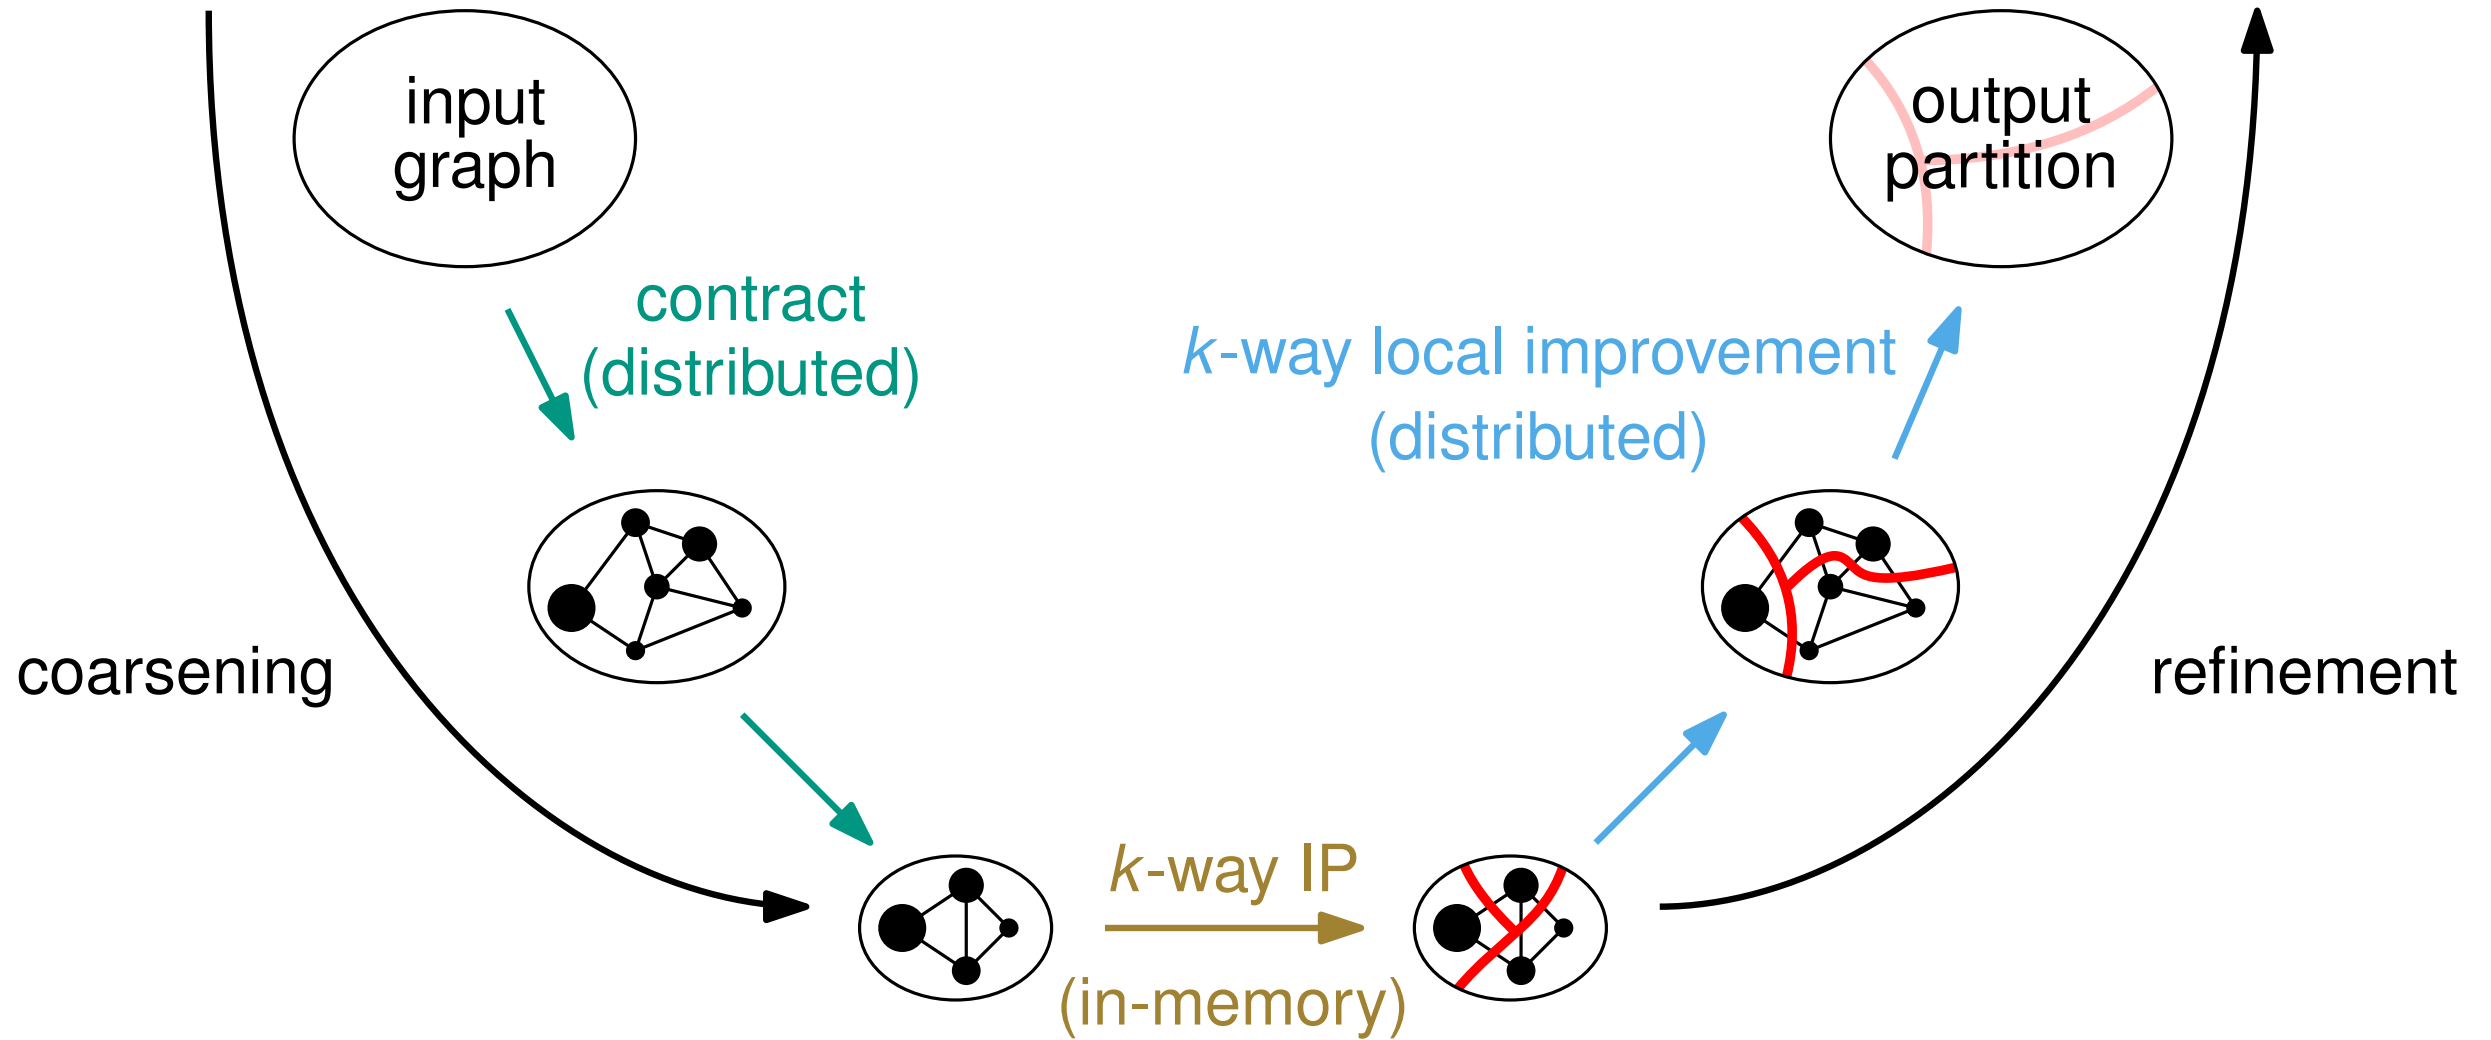 input
graph
output
partition
contract
(distributed)
k-way local improvement
(distributed)
coarsening
refinement
k-way IP
(in-memory)